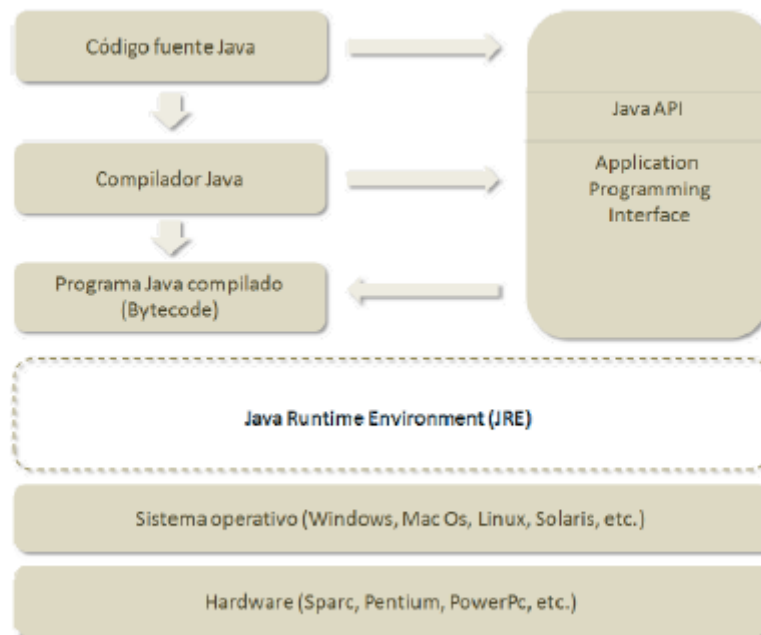 Código fuente Java
Java API
Compilador Java
Application
Programming
Interface
Programa Java compilado
(Bytecode)
Java Runtime Environment (JRE)
Sistema operativo (Windows, Mac Os, Linux, Solaris, etc.)
Hardware (Sparc, Pentium, PowerPc, etc.)